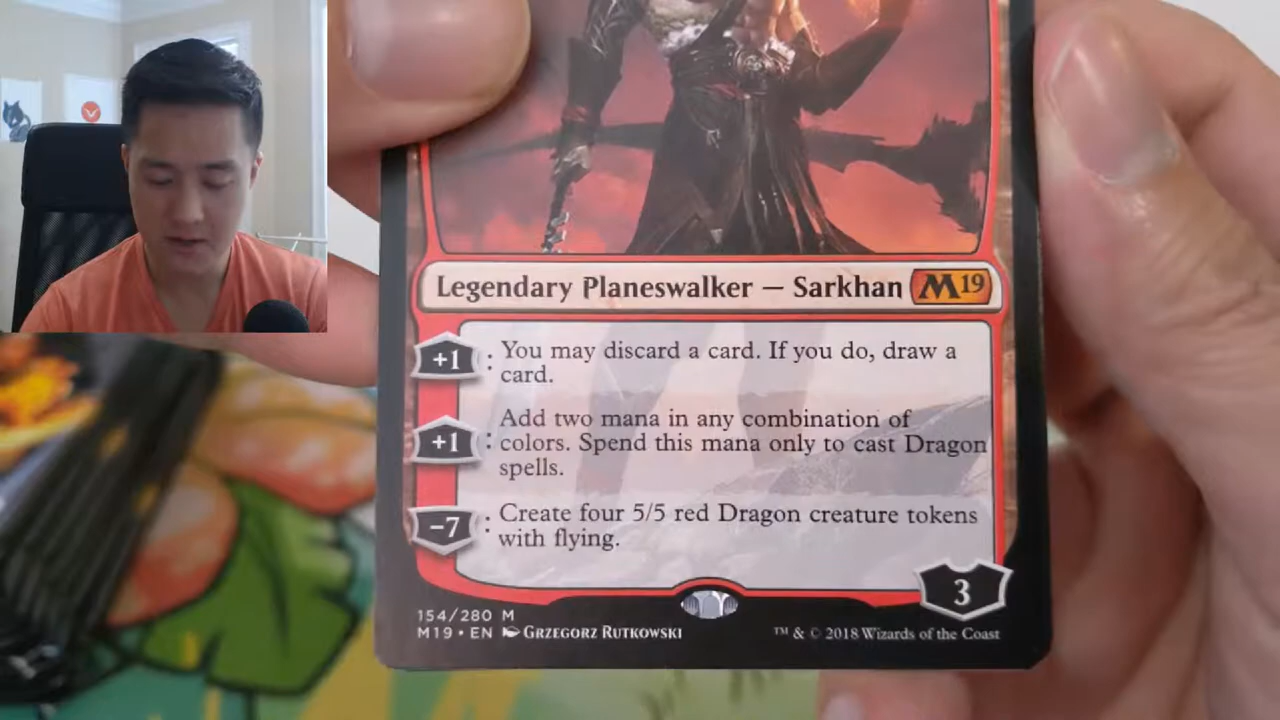 Legendary Planeswalker — Sarkhan M19
+1 : You may discard a card. If you do, draw a
card.
+1 : Add two mana in any combination of
colors. Spend this mana only to cast Dragon
spells.
−7 : Create four 5/5 red Dragon creature tokens
with flying.
3
154/280 M
M19 • EN GRZEGORZ RUTKOWSKI
™ & © 2018 Wizards of the Coast